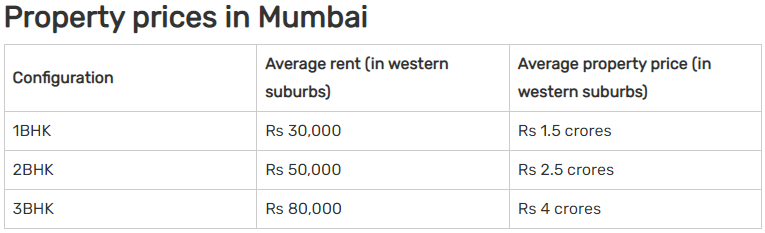 Property prices in Mumbai
Configuration
Average rent (in western
suburbs)
Average property price (in
western suburbs)
1BHK
Rs 30,000
Rs 1.5 crores
2BHK
Rs 50,000
Rs 2.5 crores
3BHK
Rs 80,000
Rs 4 crores